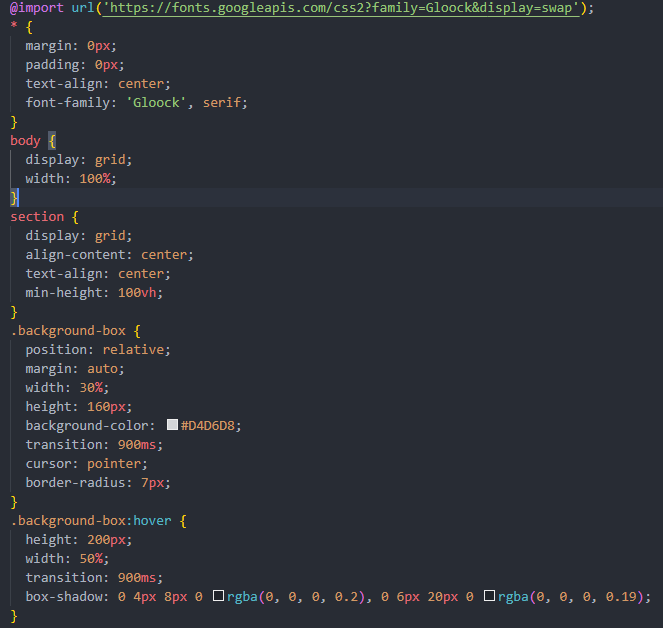 @import url('https://fonts.googleapis.com/css2?family=Gloock&display=swap');
* {
  margin: 0px;
  padding: 0px;
  text-align: center;
  font-family: 'Gloock', serif;
}
body {
  display: grid;
  width: 100%;
}
section {
  display: grid;
  align-content: center;
  text-align: center;
  min-height: 100vh;
}
.background-box {
  position: relative;
  margin: auto;
  width: 30%;
  height: 160px;
  background-color: #D4D6D8;
  transition: 900ms;
  cursor: pointer;
  border-radius: 7px;
}
.background-box:hover {
  height: 200px;
  width: 50%;
  transition: 900ms;
  box-shadow: 0 4px 8px 0 rgba(0, 0, 0, 0.2), 0 6px 20px 0 rgba(0, 0, 0, 0.19);
}